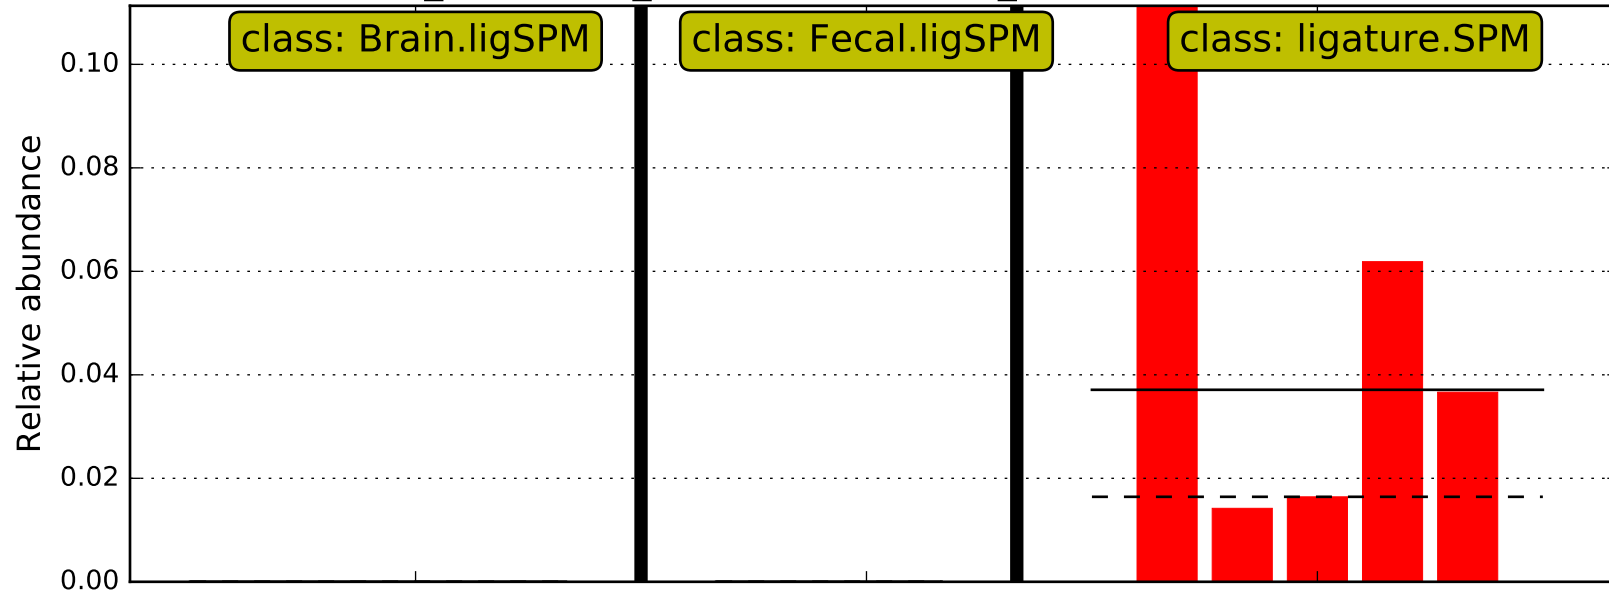 class: Brain.ligSPM
class: Fecal.ligSPM
class: ligature.SPM
Relative abundance
0.10
0.08
0.06
0.04
0.02
0.00